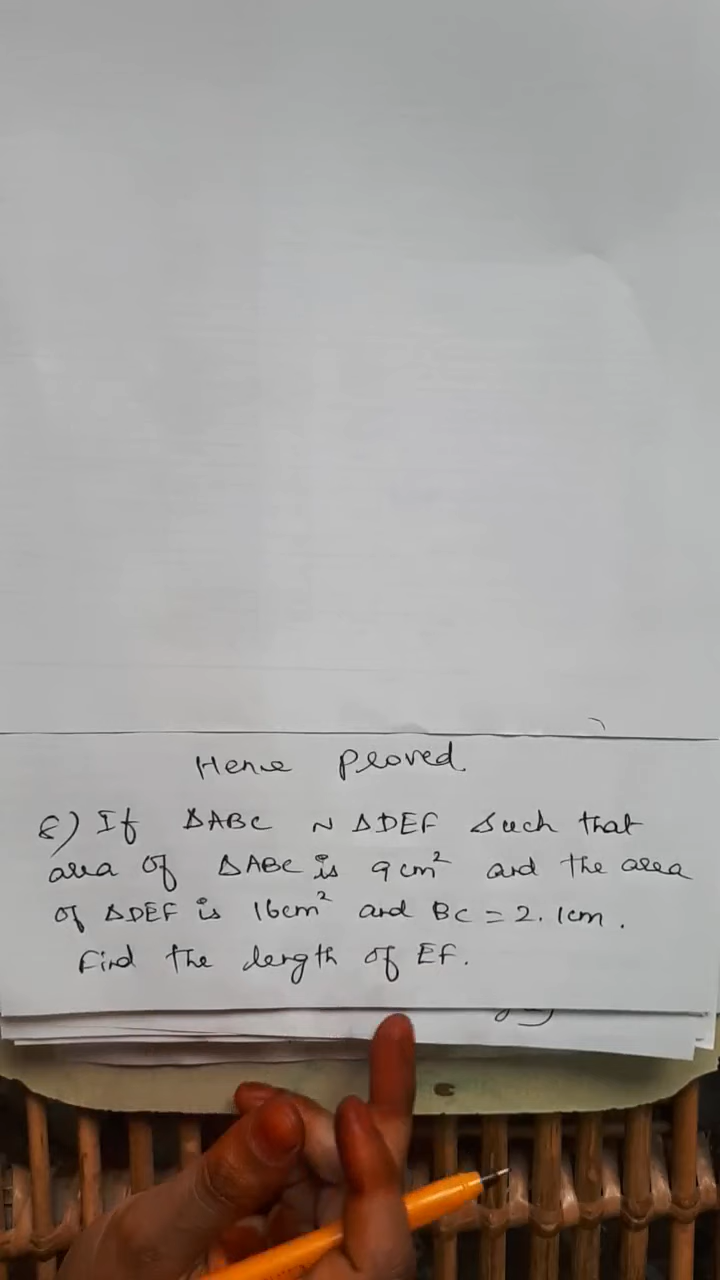 Hence Proved
8) If ΔABC ~ ΔDEF such that
area of ΔABC is 9cm² and the area
of ΔDEF is 16cm² and BC = 2.1cm.
Find the length of EF.